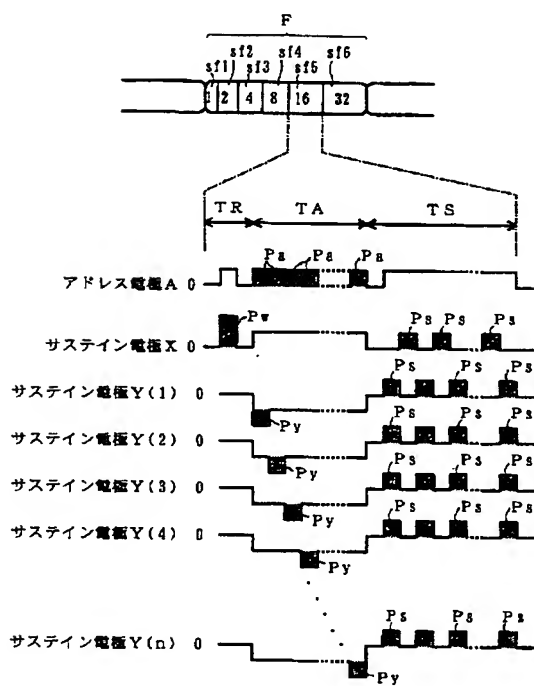 F
sf1 sf2 sf3 sf4 sf5 sf6
1 2 4 8 16 32
TR TA TS
アドレス電極A 0 Pa Pa Pa
サステイン電極X 0 Pw Ps Ps Ps
サステイン電極Y(1) 0 Py Ps Ps Ps
サステイン電極Y(2) 0 Py Ps Ps Ps
サステイン電極Y(3) 0 Py Ps Ps Ps
サステイン電極Y(4) 0 Py Ps Ps Ps
サステイン電極Y(n) 0 Py Ps Ps Ps